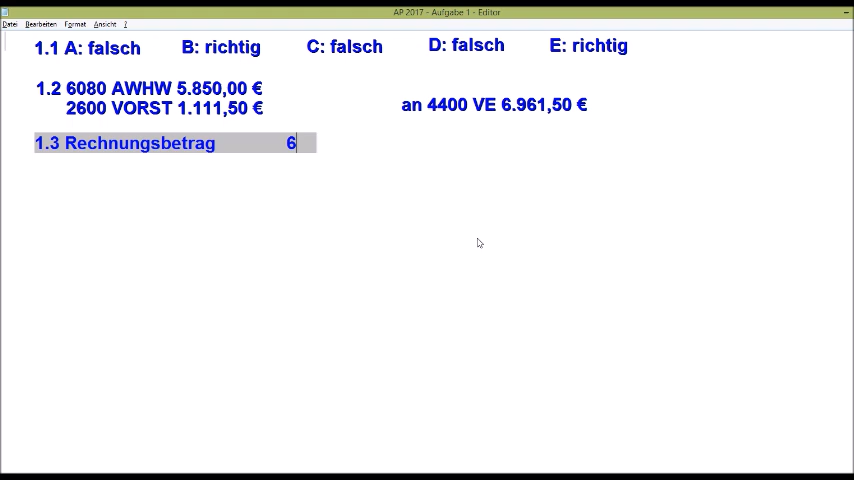 AP 2017 - Aufgabe 1 - Editor
Datei Bearbeiten Format Ansicht ?
1.1 A: falsch B: richtig C: falsch D: falsch E: richtig
1.2 6080 AWHW 5.850,00 €
2600 VORST 1.111,50 € an 4400 VE 6.961,50 €
1.3 Rechnungsbetrag 6